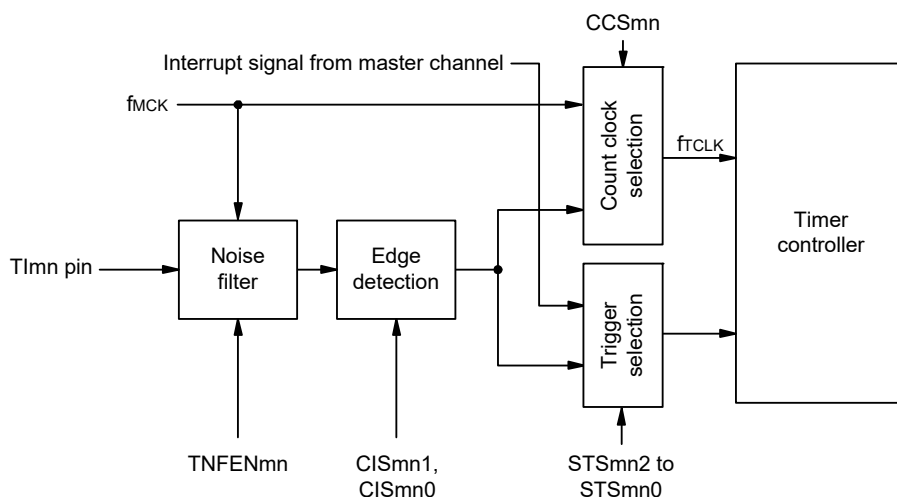 CCSmn
Interrupt signal from master channel
fMCK
Count clock
selection
fTCLK
Timer
controller
TImn pin
Noise
filter
Edge
detection
Trigger
selection
TNFENmn
CISmn1,
CISmn0
STSmn2 to
STSmn0